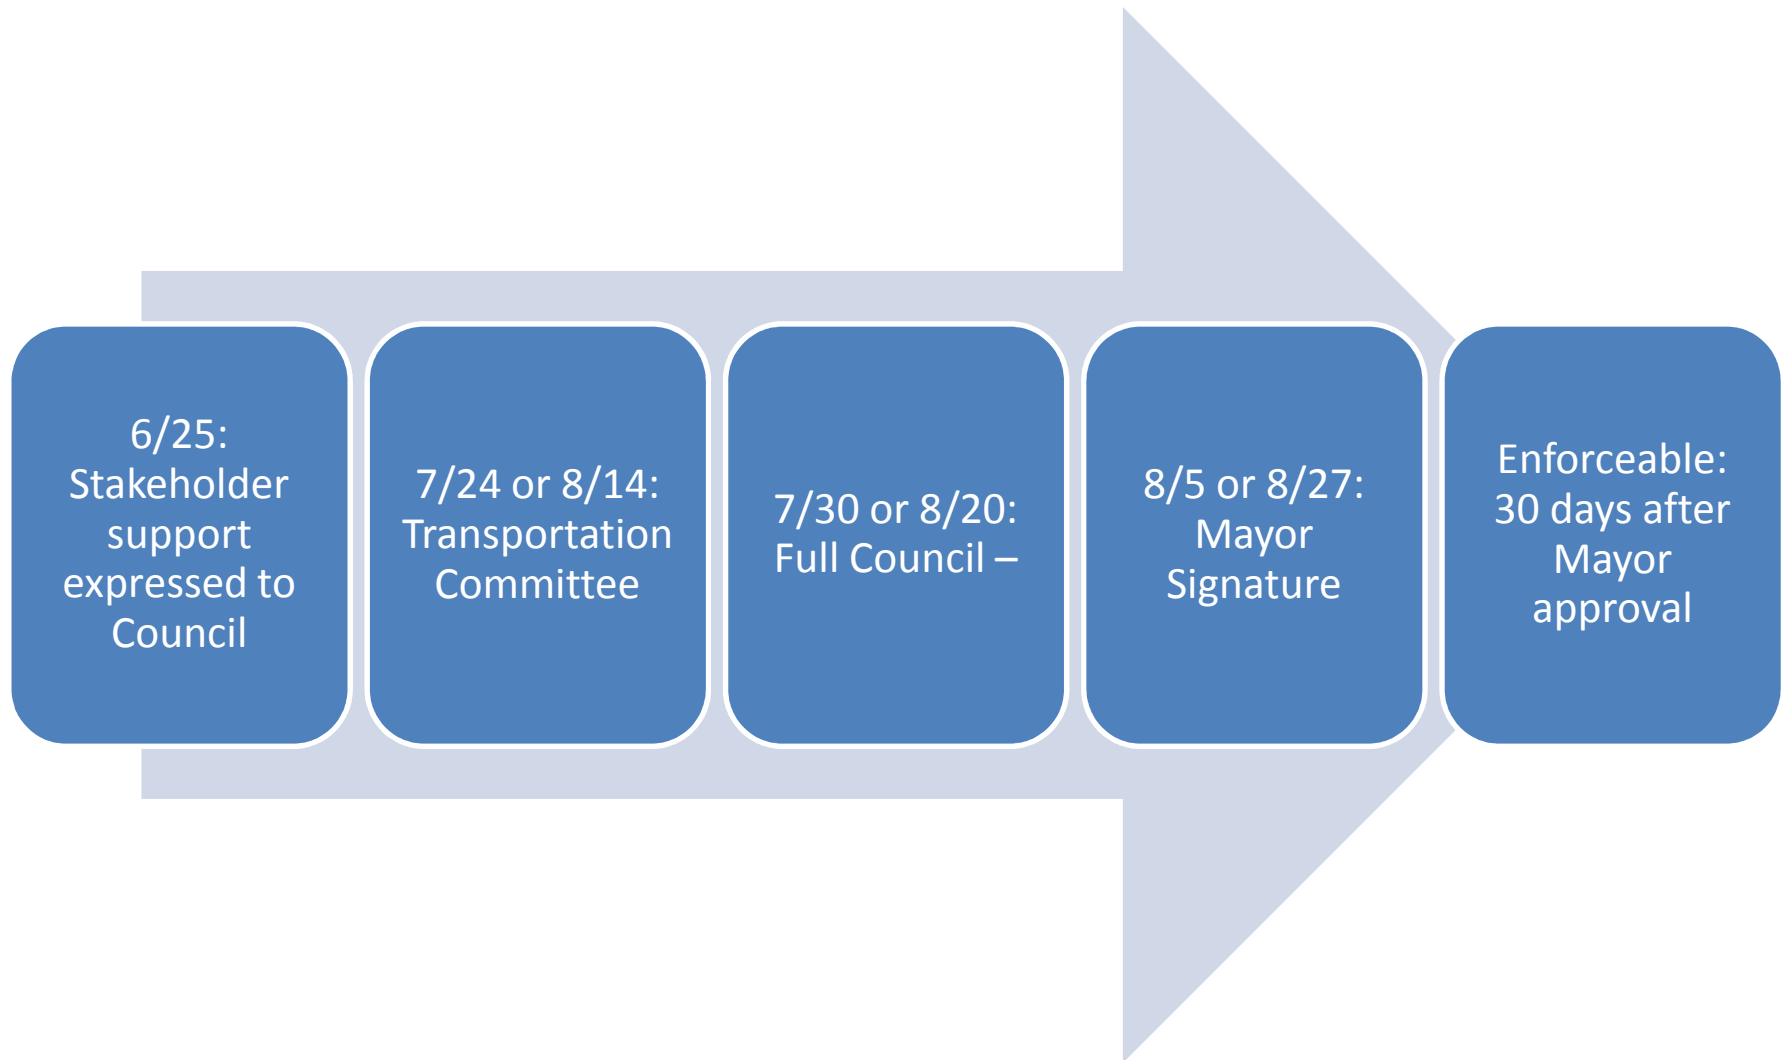 6/25:
Stakeholder
support
expressed to
Council
7/24 or 8/14:
Transportation
Committee
7/30 or 8/20:
Full Council –
8/5 or 8/27:
Mayor
Signature
Enforceable:
30 days after
Mayor
approval